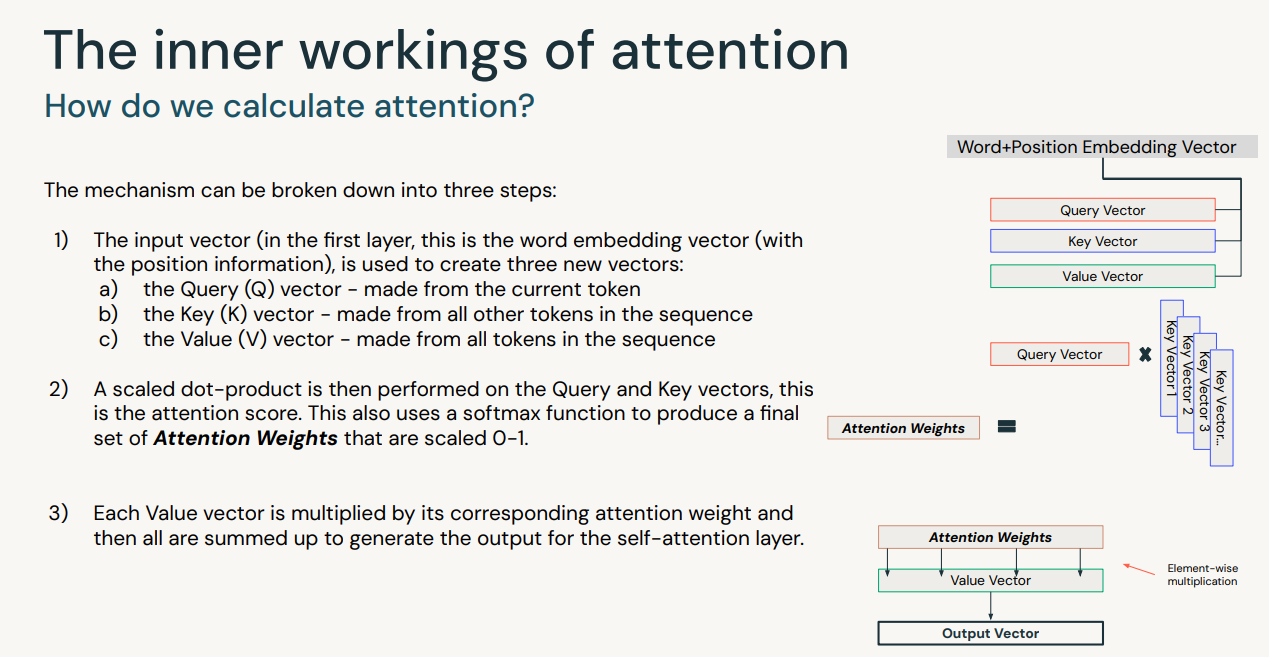 The inner workings of attention
How do we calculate attention?
The mechanism can be broken down into three steps:
1) The input vector (in the first layer, this is the word embedding vector (with
the position information), is used to create three new vectors:
a) the Query (Q) vector – made from the current token
b) the Key (K) vector – made from all other tokens in the sequence
c) the Value (V) vector – made from all tokens in the sequence
2) A scaled dot-product is then performed on the Query and Key vectors, this
is the attention score. This also uses a softmax function to produce a final
set of Attention Weights that are scaled 0-1.
3) Each Value vector is multiplied by its corresponding attention weight and
then all are summed up to generate the output for the self-attention layer.
Word+Position Embedding Vector
Query Vector
Key Vector
Value Vector
Query Vector
Key Vector 1
Key Vector 2
Key Vector 3
Key Vector...
Attention Weights
Attention Weights
Value Vector
Output Vector
Element-wise
multiplication